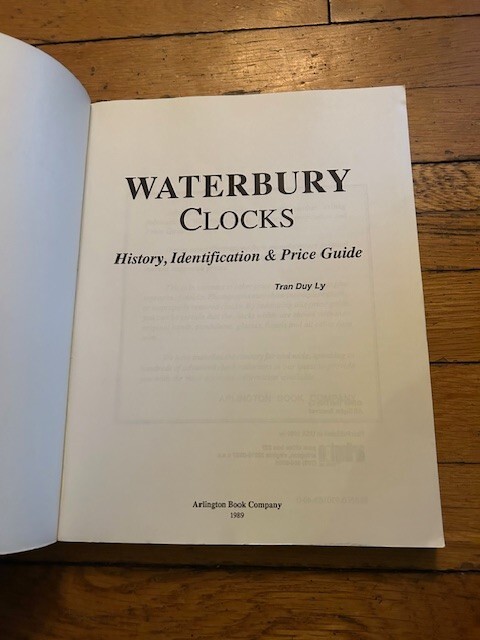 WATERBURY
CLOCKS
History, Identification & Price Guide
Tran Duy Ly
Arlington Book Company
1989